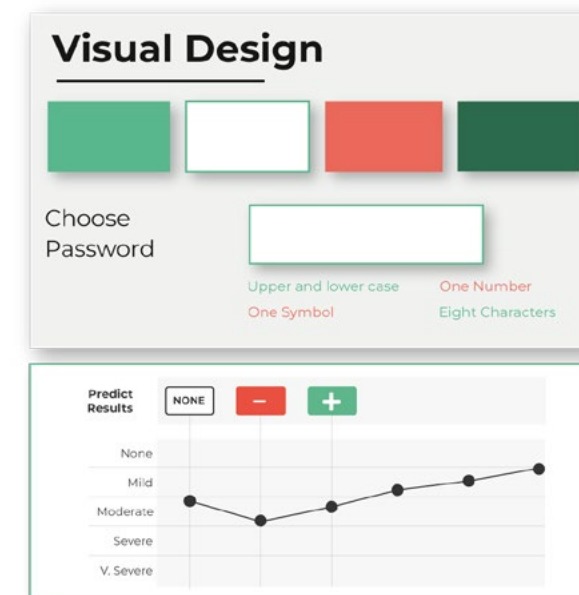 Visual Design
Choose
Password
Upper and lower case
One Number
One Symbol
Eight Characters
Predict
Results
NONE
−
+
None
Mild
Moderate
Severe
V. Severe